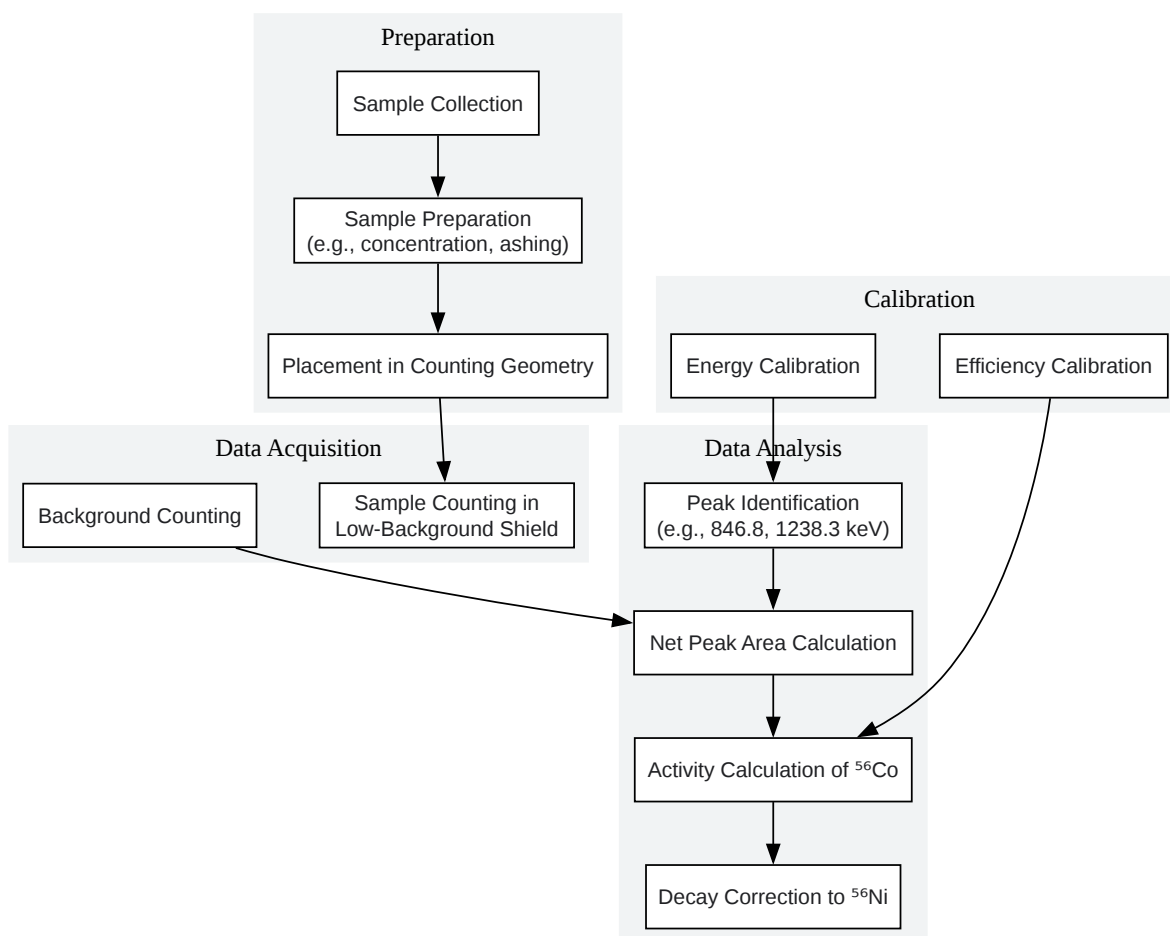 Preparation
Sample Collection
Sample Preparation
(e.g., concentration, ashing)
Placement in Counting Geometry
Calibration
Energy Calibration
Efficiency Calibration
Data Acquisition
Background Counting
Sample Counting in
Low-Background Shield
Data Analysis
Peak Identification
(e.g., 846.8, 1238.3 keV)
Net Peak Area Calculation
Activity Calculation of ⁵⁶Co
Decay Correction to ⁵⁶Ni